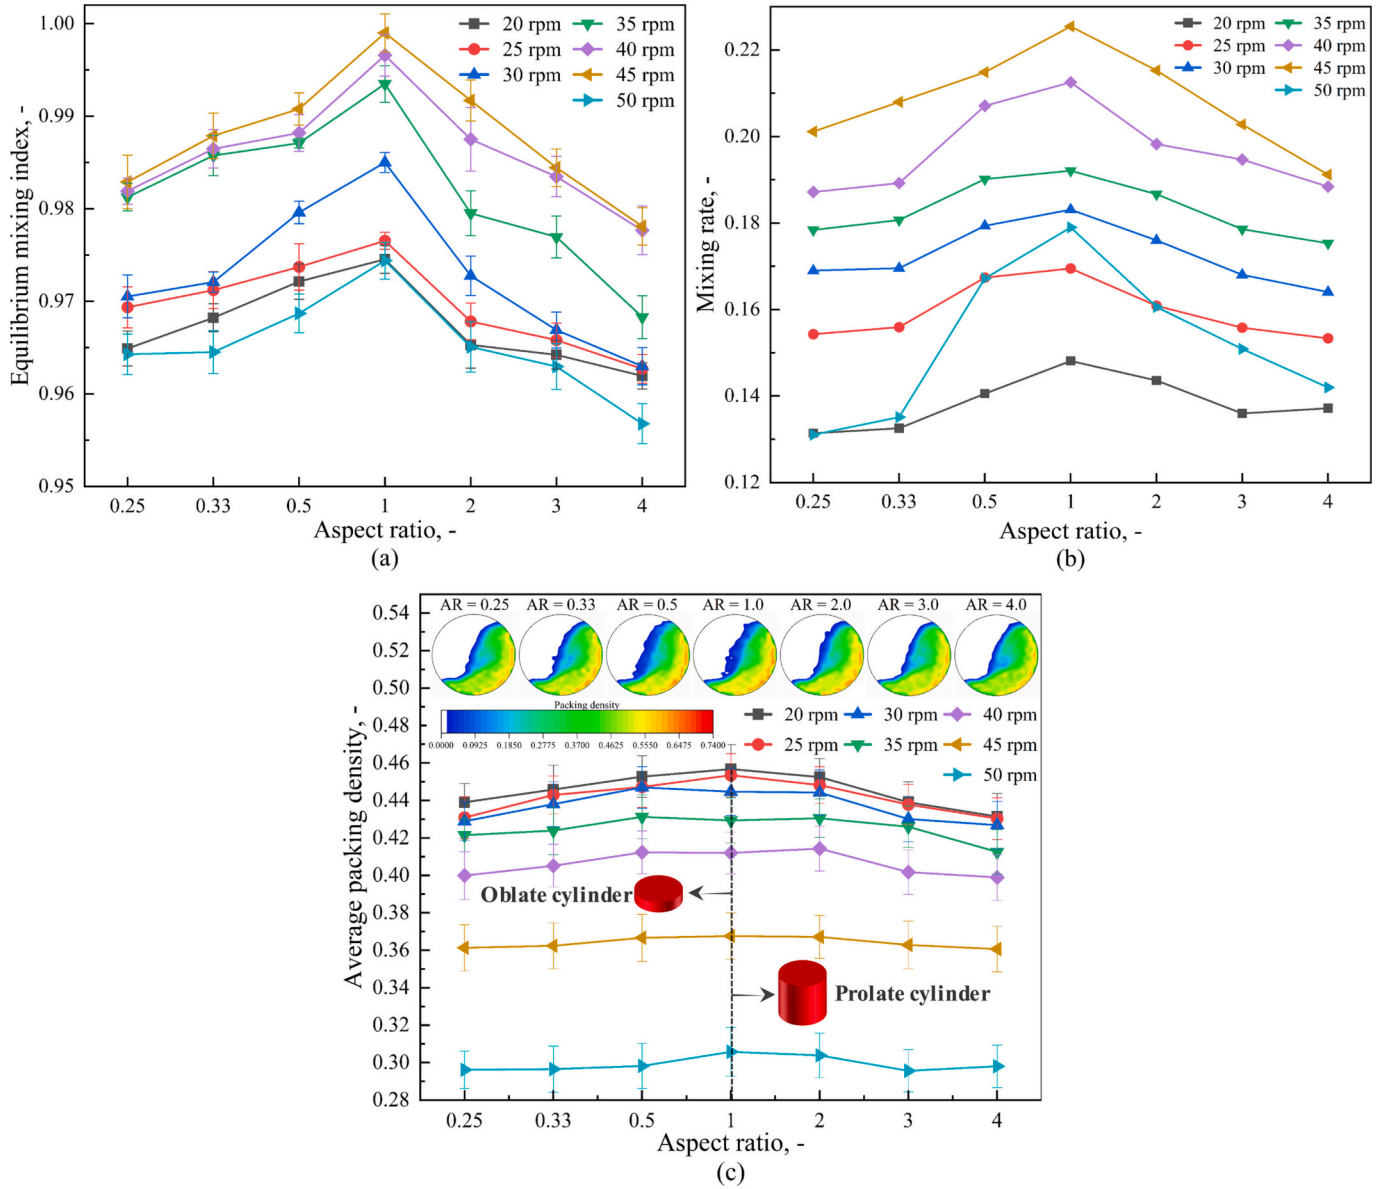 1.00
0.99
0.98
0.97
0.96
0.95
Equilibrium mixing index, -
20 rpm
25 rpm
30 rpm
35 rpm
40 rpm
45 rpm
50 rpm
0.25 0.33 0.5 1 2 3 4
Aspect ratio, -
(a)
0.22
0.20
0.18
0.16
0.14
0.12
Mixing rate, -
20 rpm
25 rpm
30 rpm
35 rpm
40 rpm
45 rpm
50 rpm
0.25 0.33 0.5 1 2 3 4
Aspect ratio, -
(b)
0.54
0.52
0.50
0.48
0.46
0.44
0.42
0.40
0.38
0.36
0.34
0.32
0.30
0.28
Average packing density, -
AR = 0.25 AR = 0.33 AR = 0.5 AR = 1.0 AR = 2.0 AR = 3.0 AR = 4.0
Packing density
0.0000 0.0925 0.1850 0.2775 0.3700 0.4625 0.5550 0.6475 0.7400
20 rpm 30 rpm 40 rpm
25 rpm 35 rpm 45 rpm
50 rpm
Oblate cylinder
Prolate cylinder
0.25 0.33 0.5 1 2 3 4
Aspect ratio, -
(c)